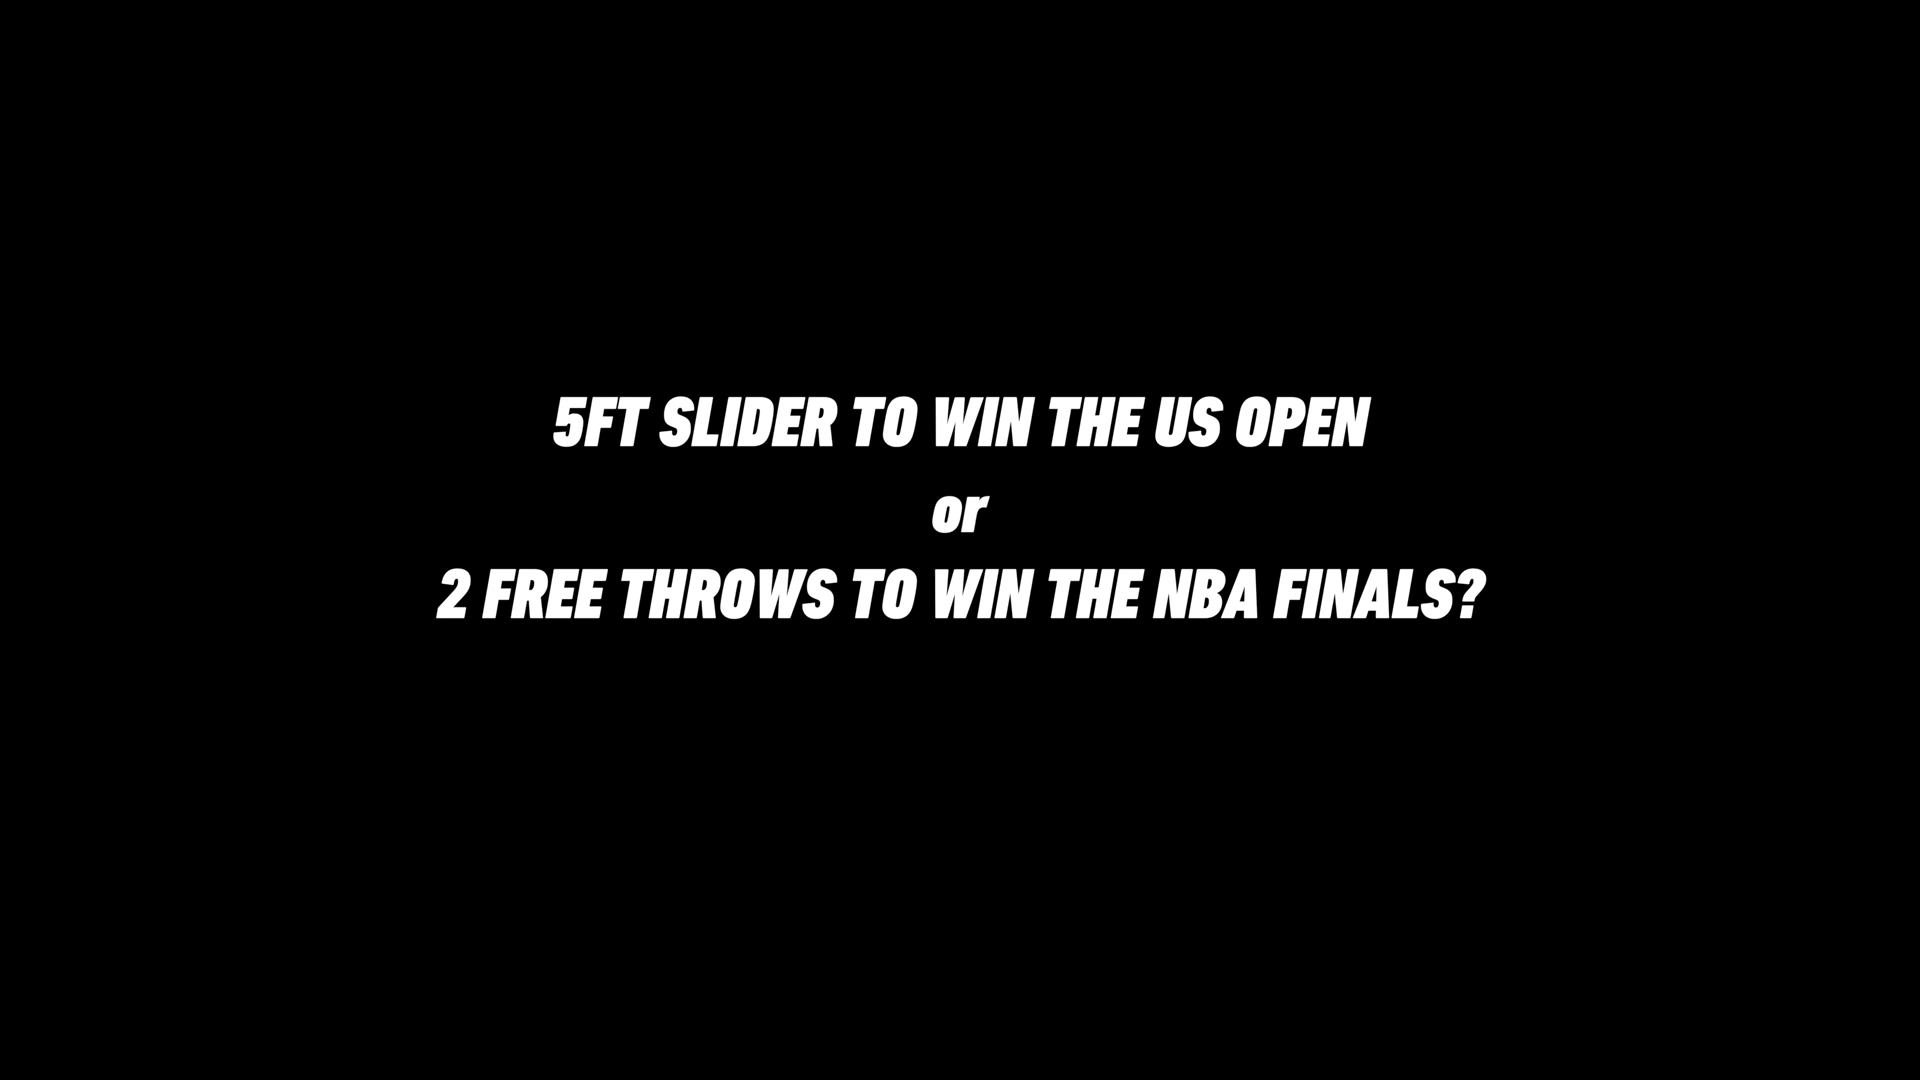 5FT SLIDER TO WIN THE US OPEN
or
2 FREE THROWS TO WIN THE NBA FINALS?